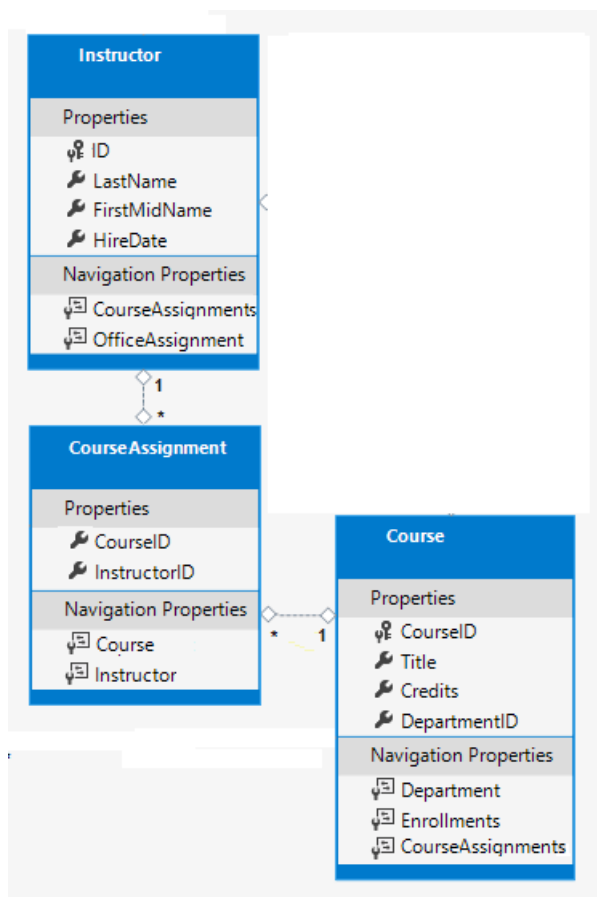 Instructor
Properties
ID
LastName
FirstMidName
HireDate
Navigation Properties
CourseAssignments
OfficeAssignment
1
*
CourseAssignment
Properties
CourseID
InstructorID
Navigation Properties
Course
Instructor
* 1
Course
Properties
CourseID
Title
Credits
DepartmentID
Navigation Properties
Department
Enrollments
CourseAssignments